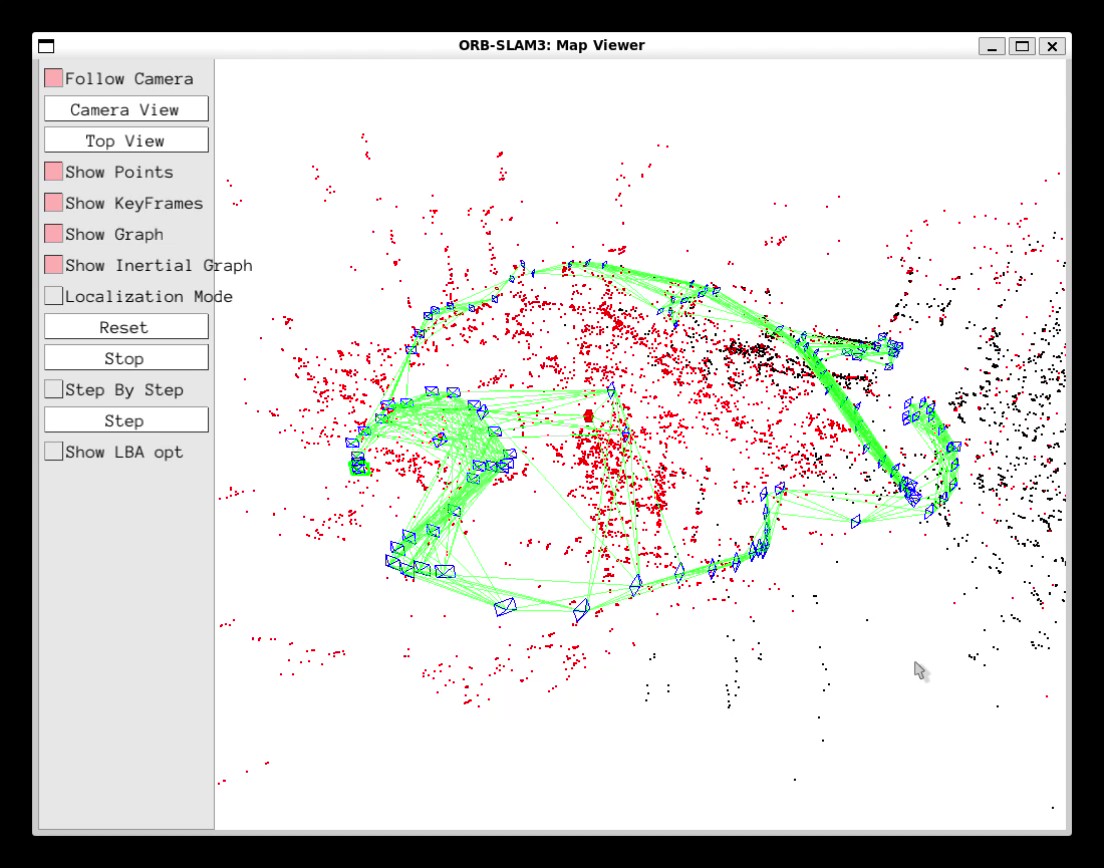 ORB-SLAM3: Map Viewer
Follow Camera
Camera View
Top View
Show Points
Show KeyFrames
Show Graph
Show Inertial Graph
Localization Mode
Reset
Stop
Step By Step
Step
Show LBA opt